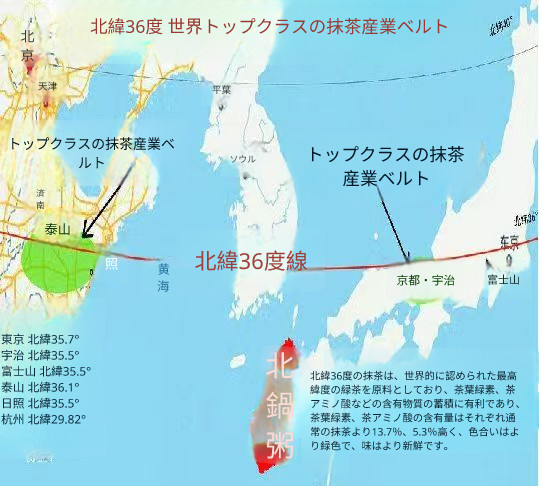 北緯36度 世界トップクラスの抹茶産業ベルト
北緯40°
北京
天津
平葉
トップクラスの抹茶産業ベ
ルト
トップクラスの抹茶
産業ベルト
ソウル
済南
泰山
北緯36°
東京
照
黄海
北緯36度線
京都・宇治
富士山
東京 北緯35.7°
宇治 北緯35.5°
富士山 北緯35.5°
泰山 北緯36.1°
日照 北緯35.5°
杭州 北緯29.82°
北鍋粥
北緯36度の抹茶は、世界的に認められた最高
緯度の緑茶を原料としており、茶葉緑素、茶
アミノ酸などの含有物質の蓄積に有利であり、
茶葉緑素、茶アミノ酸の含有量はそれぞれ通
常の抹茶より13.7%、5.3%高く、色合いはよ
り緑色で、味はより新鮮です。